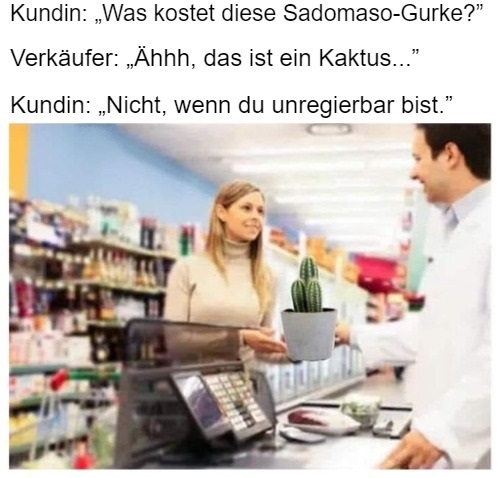 Kundin: „Was kostet diese Sadomaso-Gurke?”
Verkäufer: „Ähhh, das ist ein Kaktus...”
Kundin: „Nicht, wenn du unregierbar bist.”